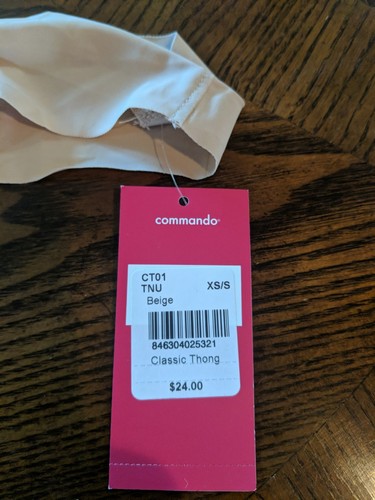 commando®
CT01
TNU XS/S
Beige
846304025321
Classic Thong
$24.00